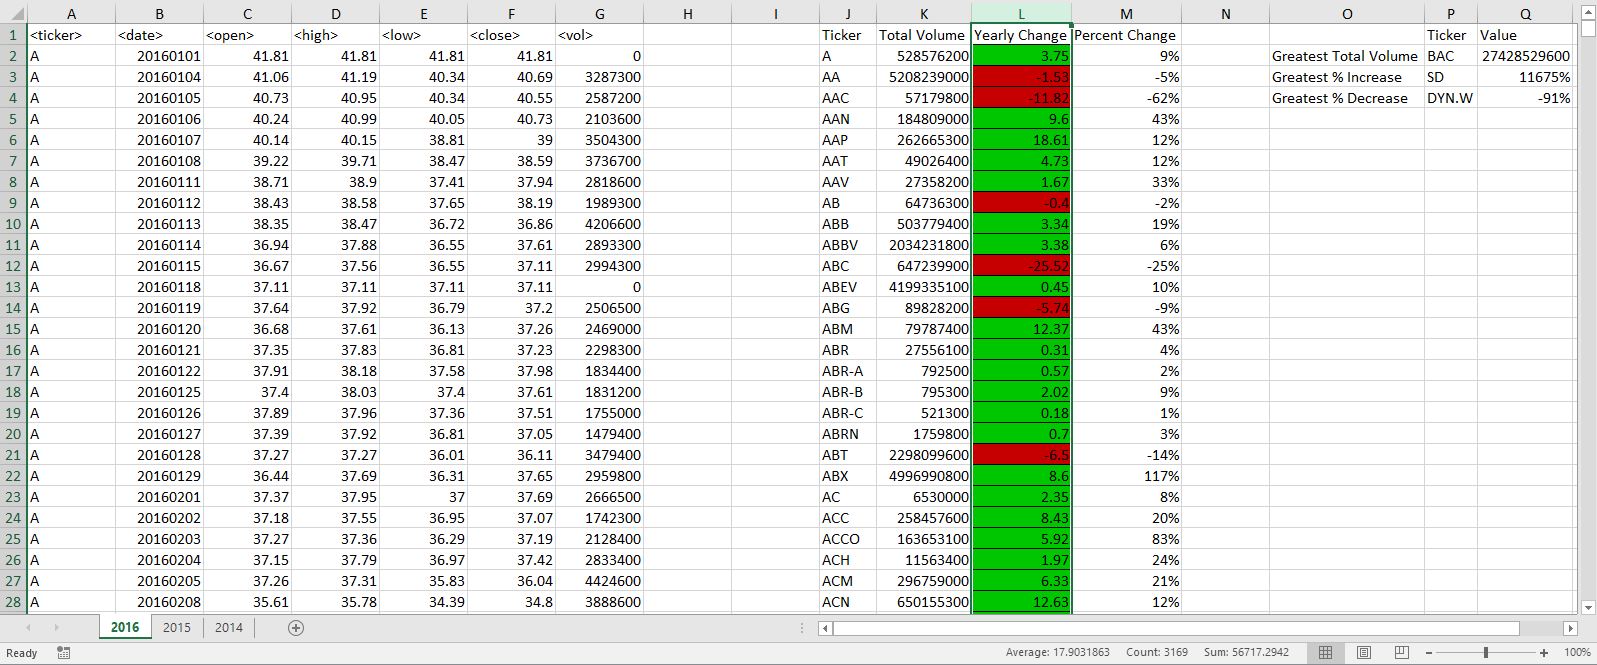 A B C D E F G H I J K L M N O P Q
1 <ticker> <date> <open> <high> <low> <close> <vol> Ticker Total Volume Yearly Change Percent Change Ticker Value
2 A 20160101 41.81 41.81 41.81 41.81 0 A 528576200 3.75 9% Greatest Total Volume BAC 27428529600
3 A 20160104 41.06 41.19 40.34 40.69 3287300 AA 5208239000 -1.53 -5% Greatest % Increase SD 11675%
4 A 20160105 40.73 40.95 40.34 40.55 2587200 AAC 57179800 -11.82 -62% Greatest % Decrease DYN.W -91%
5 A 20160106 40.24 40.99 40.05 40.73 2103600 AAN 184809000 9.6 43%
6 A 20160107 40.14 40.15 38.81 39 3504300 AAP 262665300 18.61 12%
7 A 20160108 39.22 39.71 38.47 38.59 3736700 AAT 49026400 4.73 12%
8 A 20160111 38.71 38.9 37.41 37.94 2818600 AAV 27358200 1.67 33%
9 A 20160112 38.43 38.58 37.65 38.19 1989300 AB 64736300 -0.4 -2%
10 A 20160113 38.35 38.47 36.72 36.86 4206600 ABB 503779400 3.34 19%
11 A 20160114 36.94 37.88 36.55 37.61 2893300 ABBV 2034231800 3.38 6%
12 A 20160115 36.67 37.56 36.55 37.11 2994300 ABC 647239900 -25.52 -25%
13 A 20160118 37.11 37.11 37.11 37.11 0 ABEV 4199335100 0.45 10%
14 A 20160119 37.64 37.92 36.79 37.2 2506500 ABG 89828200 -5.74 -9%
15 A 20160120 36.68 37.61 36.13 37.26 2469000 ABM 79787400 12.37 43%
16 A 20160121 37.35 37.83 36.81 37.23 2298300 ABR 27556100 0.31 4%
17 A 20160122 37.91 38.18 37.58 37.98 1834400 ABR-A 792500 0.57 2%
18 A 20160125 37.4 38.03 37.4 37.61 1831200 ABR-B 795300 2.02 9%
19 A 20160126 37.89 37.96 37.36 37.51 1755000 ABR-C 521300 0.18 1%
20 A 20160127 37.39 37.92 36.81 37.05 1479400 ABRN 1759800 0.7 3%
21 A 20160128 37.27 37.27 36.01 36.11 3479400 ABT 2298099600 -6.5 -14%
22 A 20160129 36.44 37.69 36.31 37.65 2959800 ABX 4996990800 8.6 117%
23 A 20160201 37.37 37.95 37 37.69 2666500 AC 6530000 2.35 8%
24 A 20160202 37.18 37.55 36.95 37.07 1742300 ACC 258457600 8.43 20%
25 A 20160203 37.27 37.36 36.29 37.19 2128400 ACCO 163653100 5.92 83%
26 A 20160204 37.15 37.79 36.97 37.42 2833400 ACH 11563400 1.97 24%
27 A 20160205 37.26 37.31 35.83 36.04 4424600 ACM 296759000 6.33 21%
28 A 20160208 35.61 35.78 34.39 34.8 3888600 ACN 650155300 12.63 12%
2016 2015 2014
Ready Average: 17.9031863 Count: 3169 Sum: 56717.2942 100%